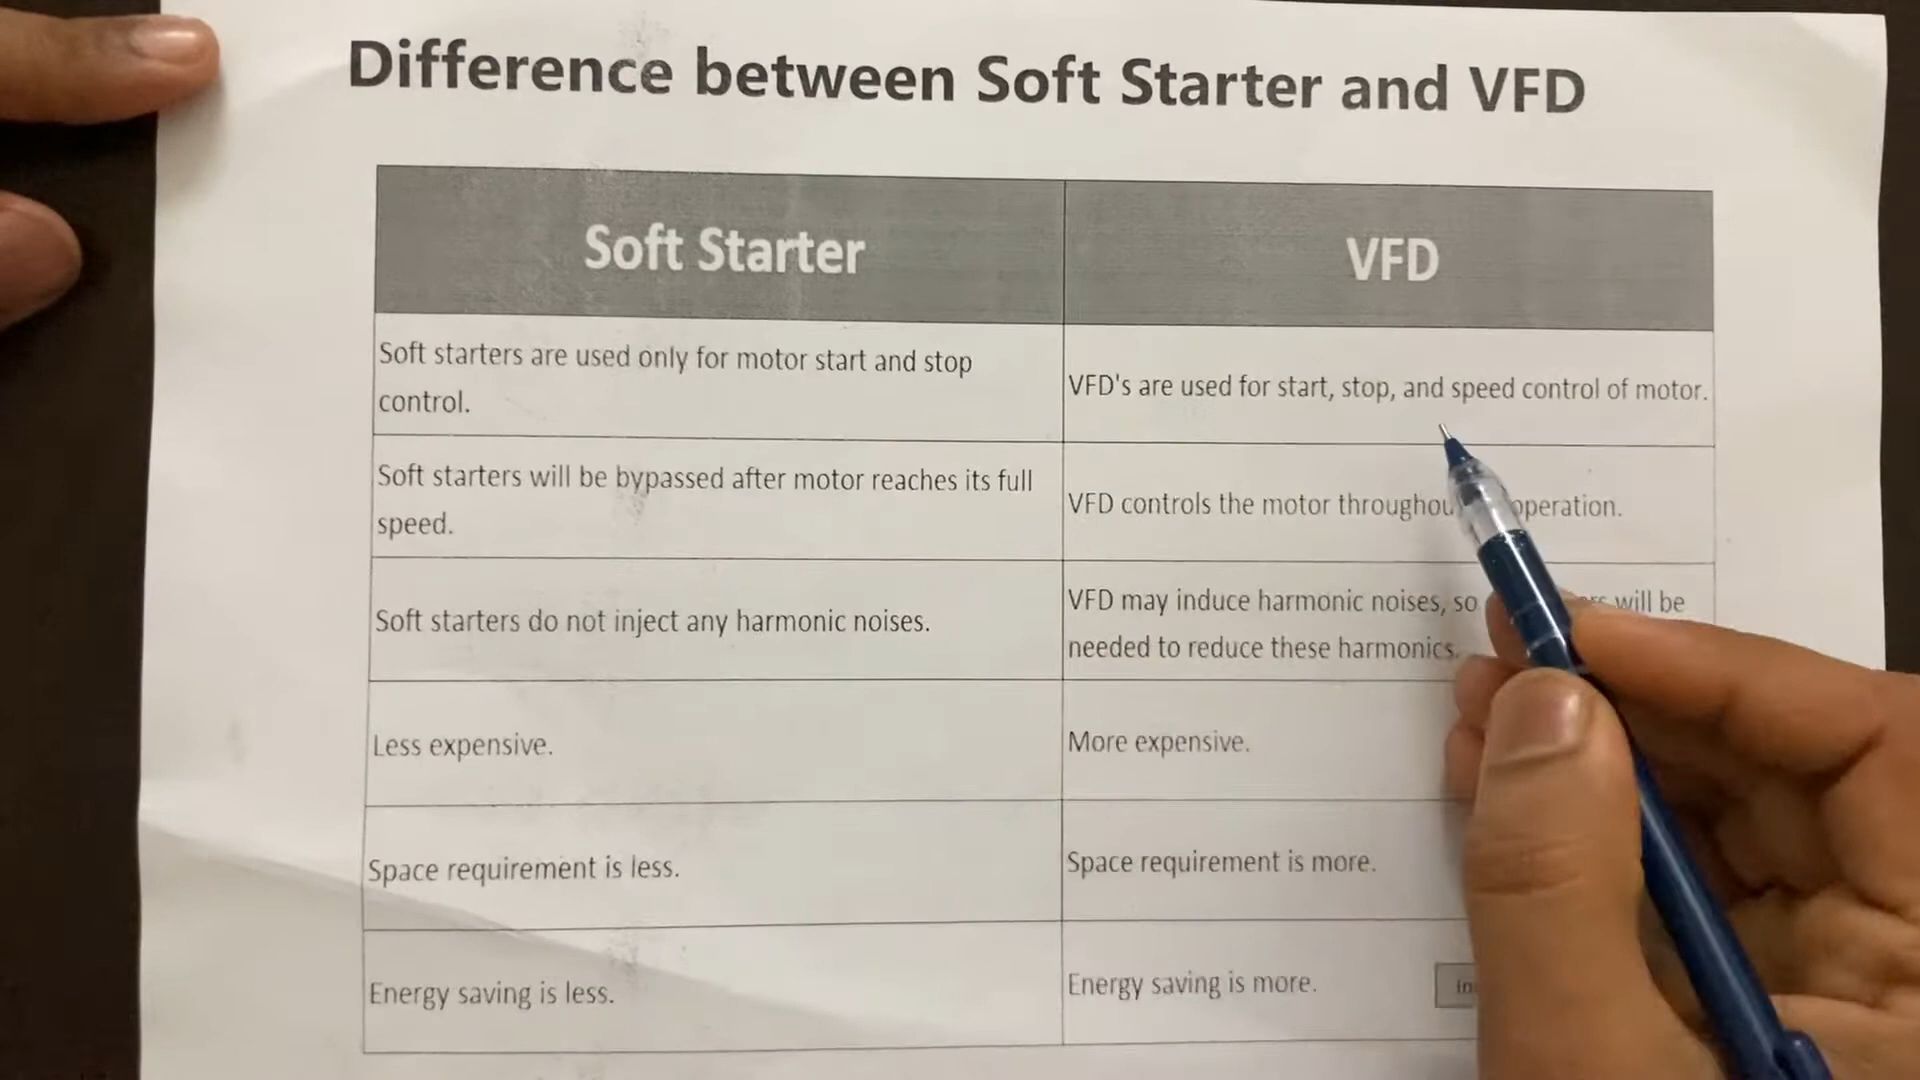 Difference between Soft Starter and VFD
Soft Starter
VFD
Soft starters are used only for motor start and stop
control.
VFD's are used for start, stop, and speed control of motor.
Soft starters will be bypassed after motor reaches its full
speed.
VFD controls the motor operation.
Soft starters do not inject any harmonic noises.
VFD may induce harmonic noises, so will be
needed to reduce these harmonics.
Less expensive.
More expensive.
Space requirement is less.
Space requirement is more.
Energy saving is less.
Energy saving is more.